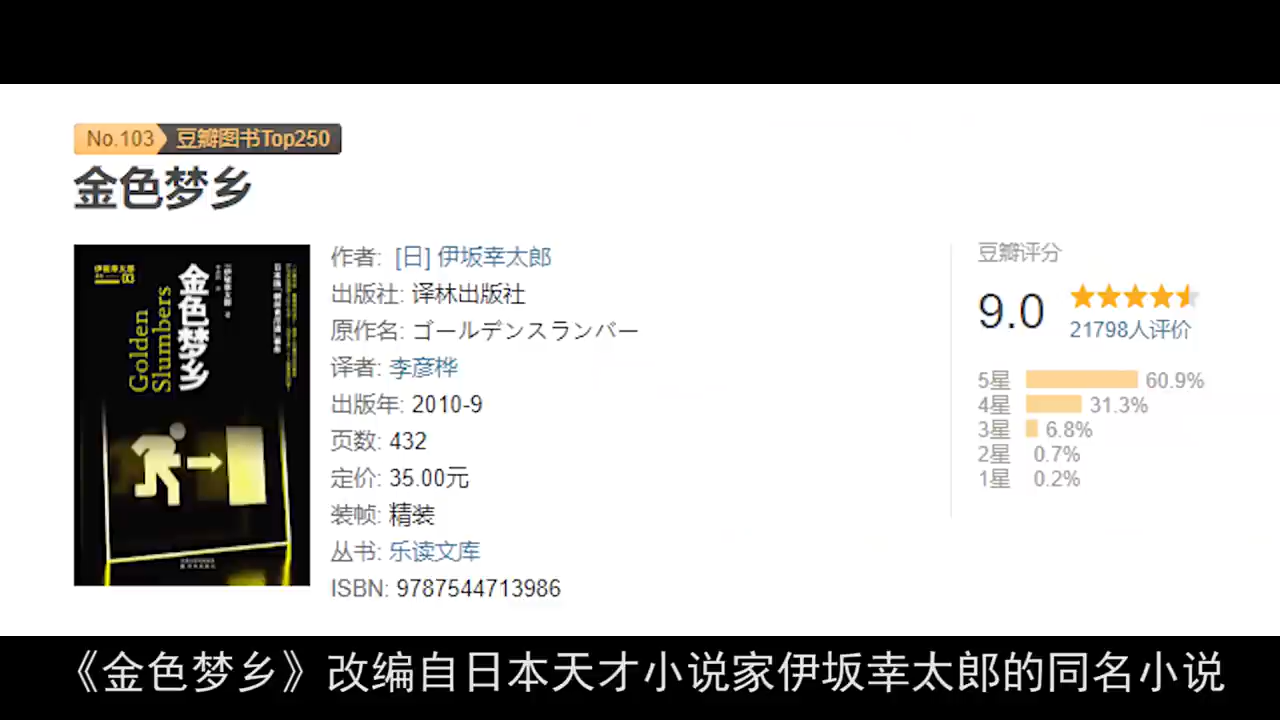 No.103 豆瓣图书Top250
金色梦乡
伊坂幸太郎
03
金色梦乡
Golden
Slumbers
作者: [日] 伊坂幸太郎
出版社: 译林出版社
原作名: ゴールデンスランバー
译者: 李彦桦
出版年: 2010-9
页数: 432
定价: 35.00元
装帧: 精装
丛书: 乐读文库
ISBN: 9787544713986
豆瓣评分
9.0
21798人评价
5星 60.9%
4星 31.3%
3星 6.8%
2星 0.7%
1星 0.2%
《金色梦乡》改编自日本天才小说家伊坂幸太郎的同名小说